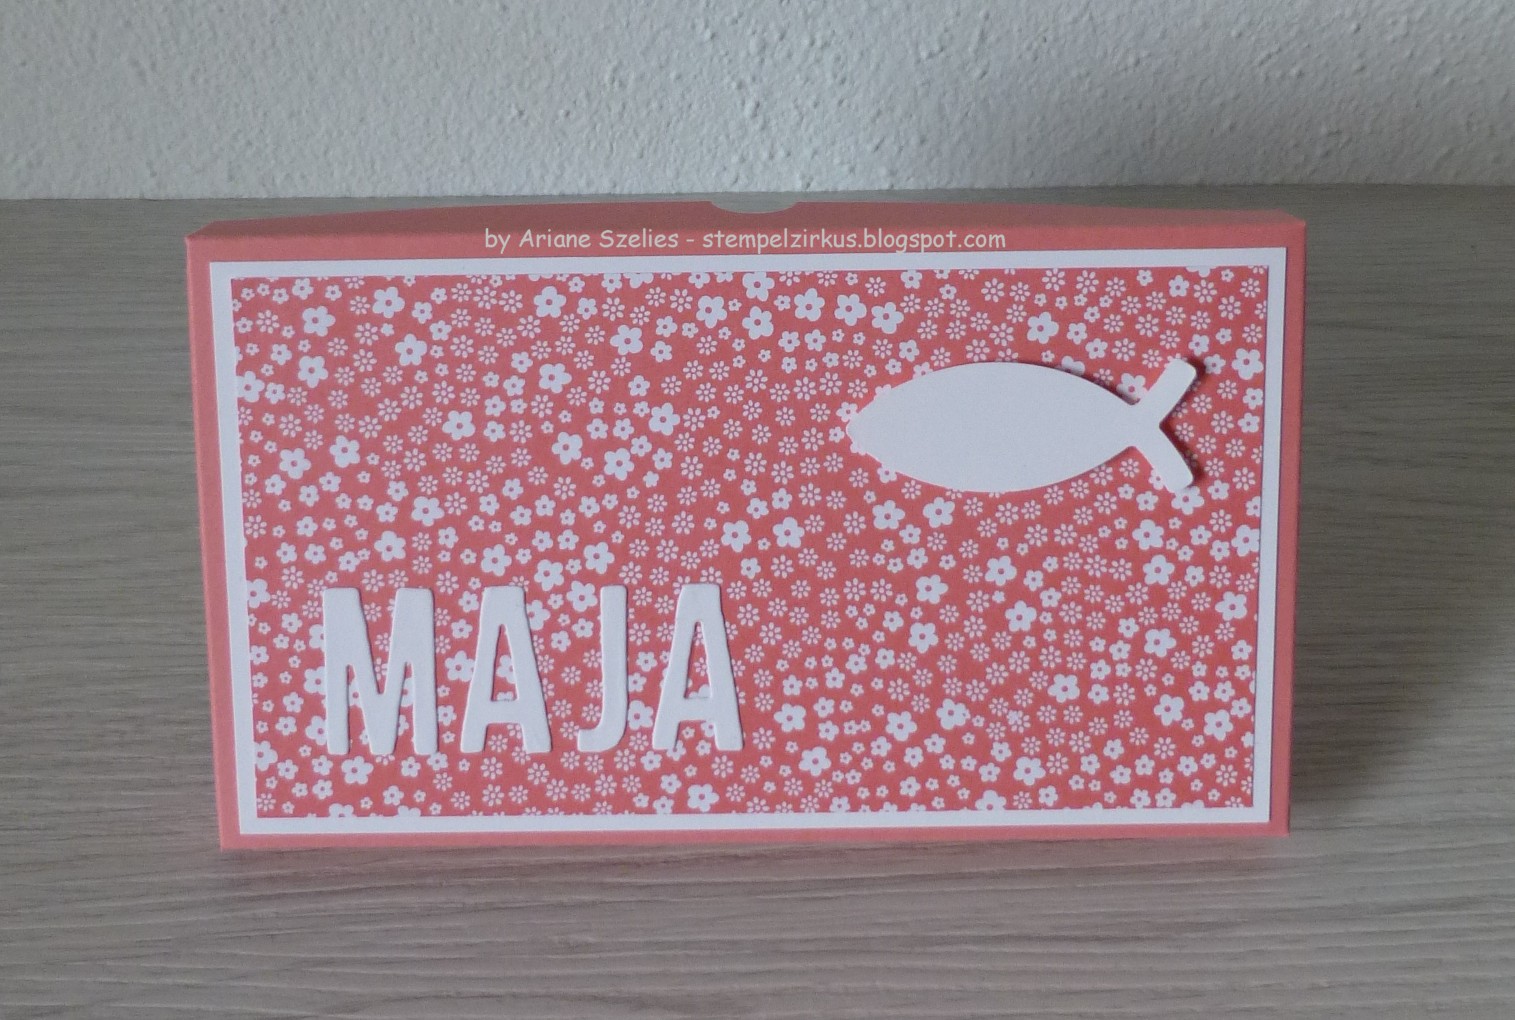 by Ariane Szelies - stempelzirkus.blogspot.com
MAJA